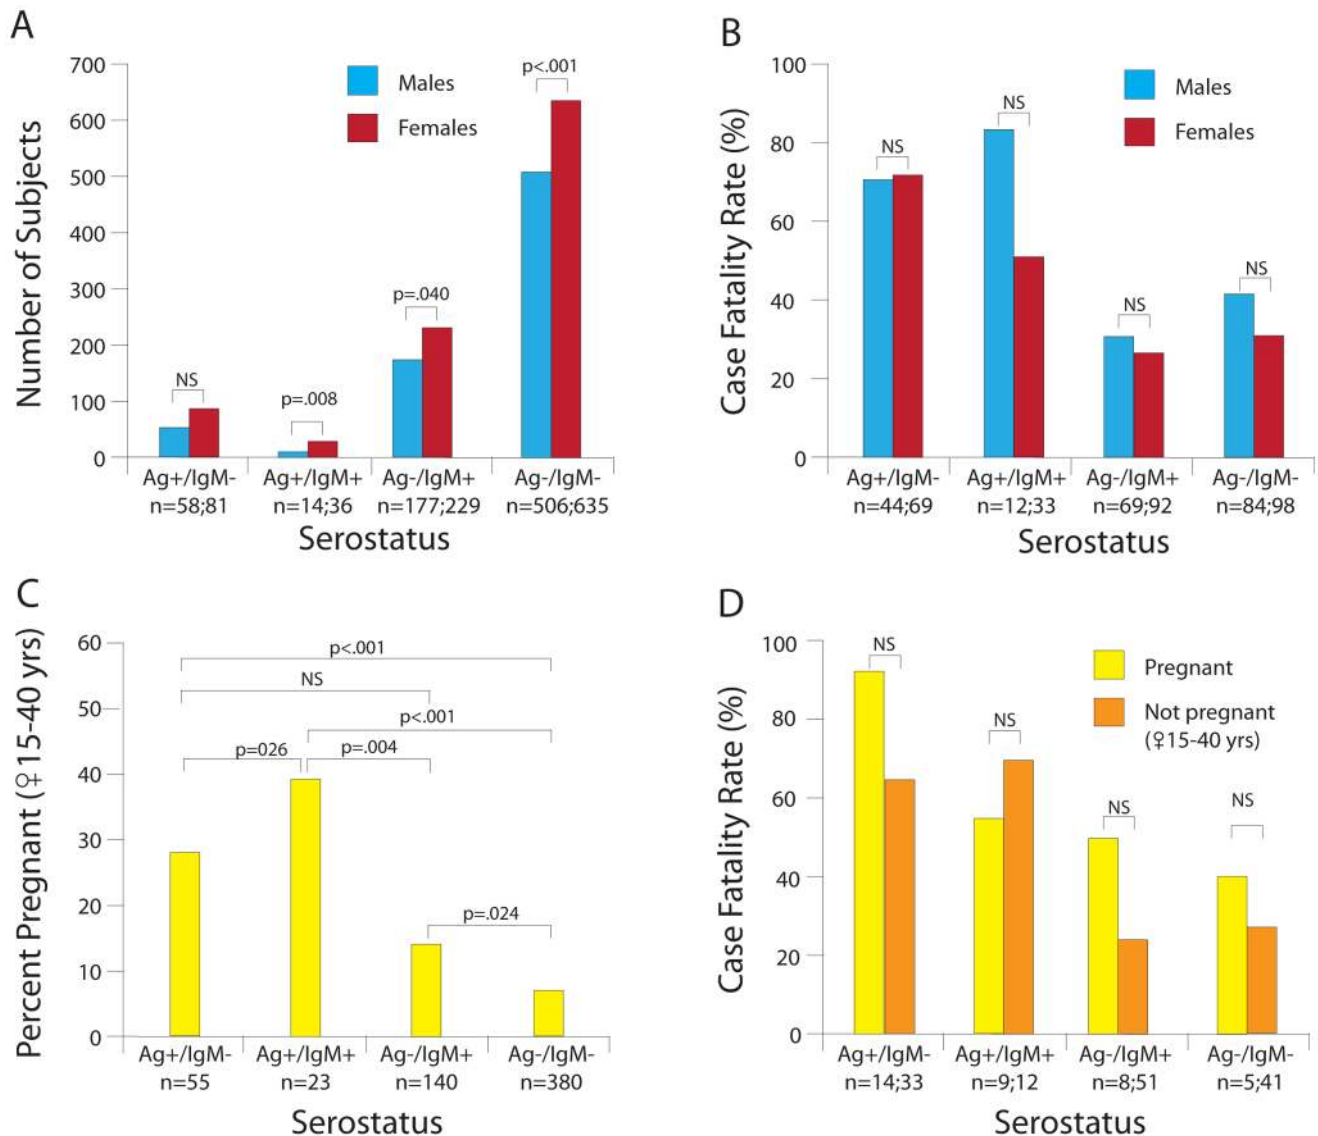 A
700
600
500
400
300
200
100
0
Number of Subjects
Males
Females
NS
p=.008
p=.040
p<.001
Ag+/IgM- Ag+/IgM+ Ag-/IgM+ Ag-/IgM-
n=58;81 n=14;36 n=177;229 n=506;635
Serostatus
B
100
80
60
40
20
0
Case Fatality Rate (%)
Males
Females
NS
NS
NS
NS
Ag+/IgM- Ag+/IgM+ Ag-/IgM+ Ag-/IgM-
n=44;69 n=12;33 n=69;92 n=84;98
Serostatus
C
60
50
40
30
20
10
0
Percent Pregnant (♀15-40 yrs)
p<.001
NS
p<.001
p=026 p=.004
p=.024
Ag+/IgM- Ag+/IgM+ Ag-/IgM+ Ag-/IgM-
n=55 n=23 n=140 n=380
Serostatus
D
100
80
60
40
20
0
Case Fatality Rate (%)
Pregnant
Not pregnant
(♀15-40 yrs)
NS
NS
NS
NS
Ag+/IgM- Ag+/IgM+ Ag-/IgM+ Ag-/IgM-
n=14;33 n=9;12 n=8;51 n=5;41
Serostatus